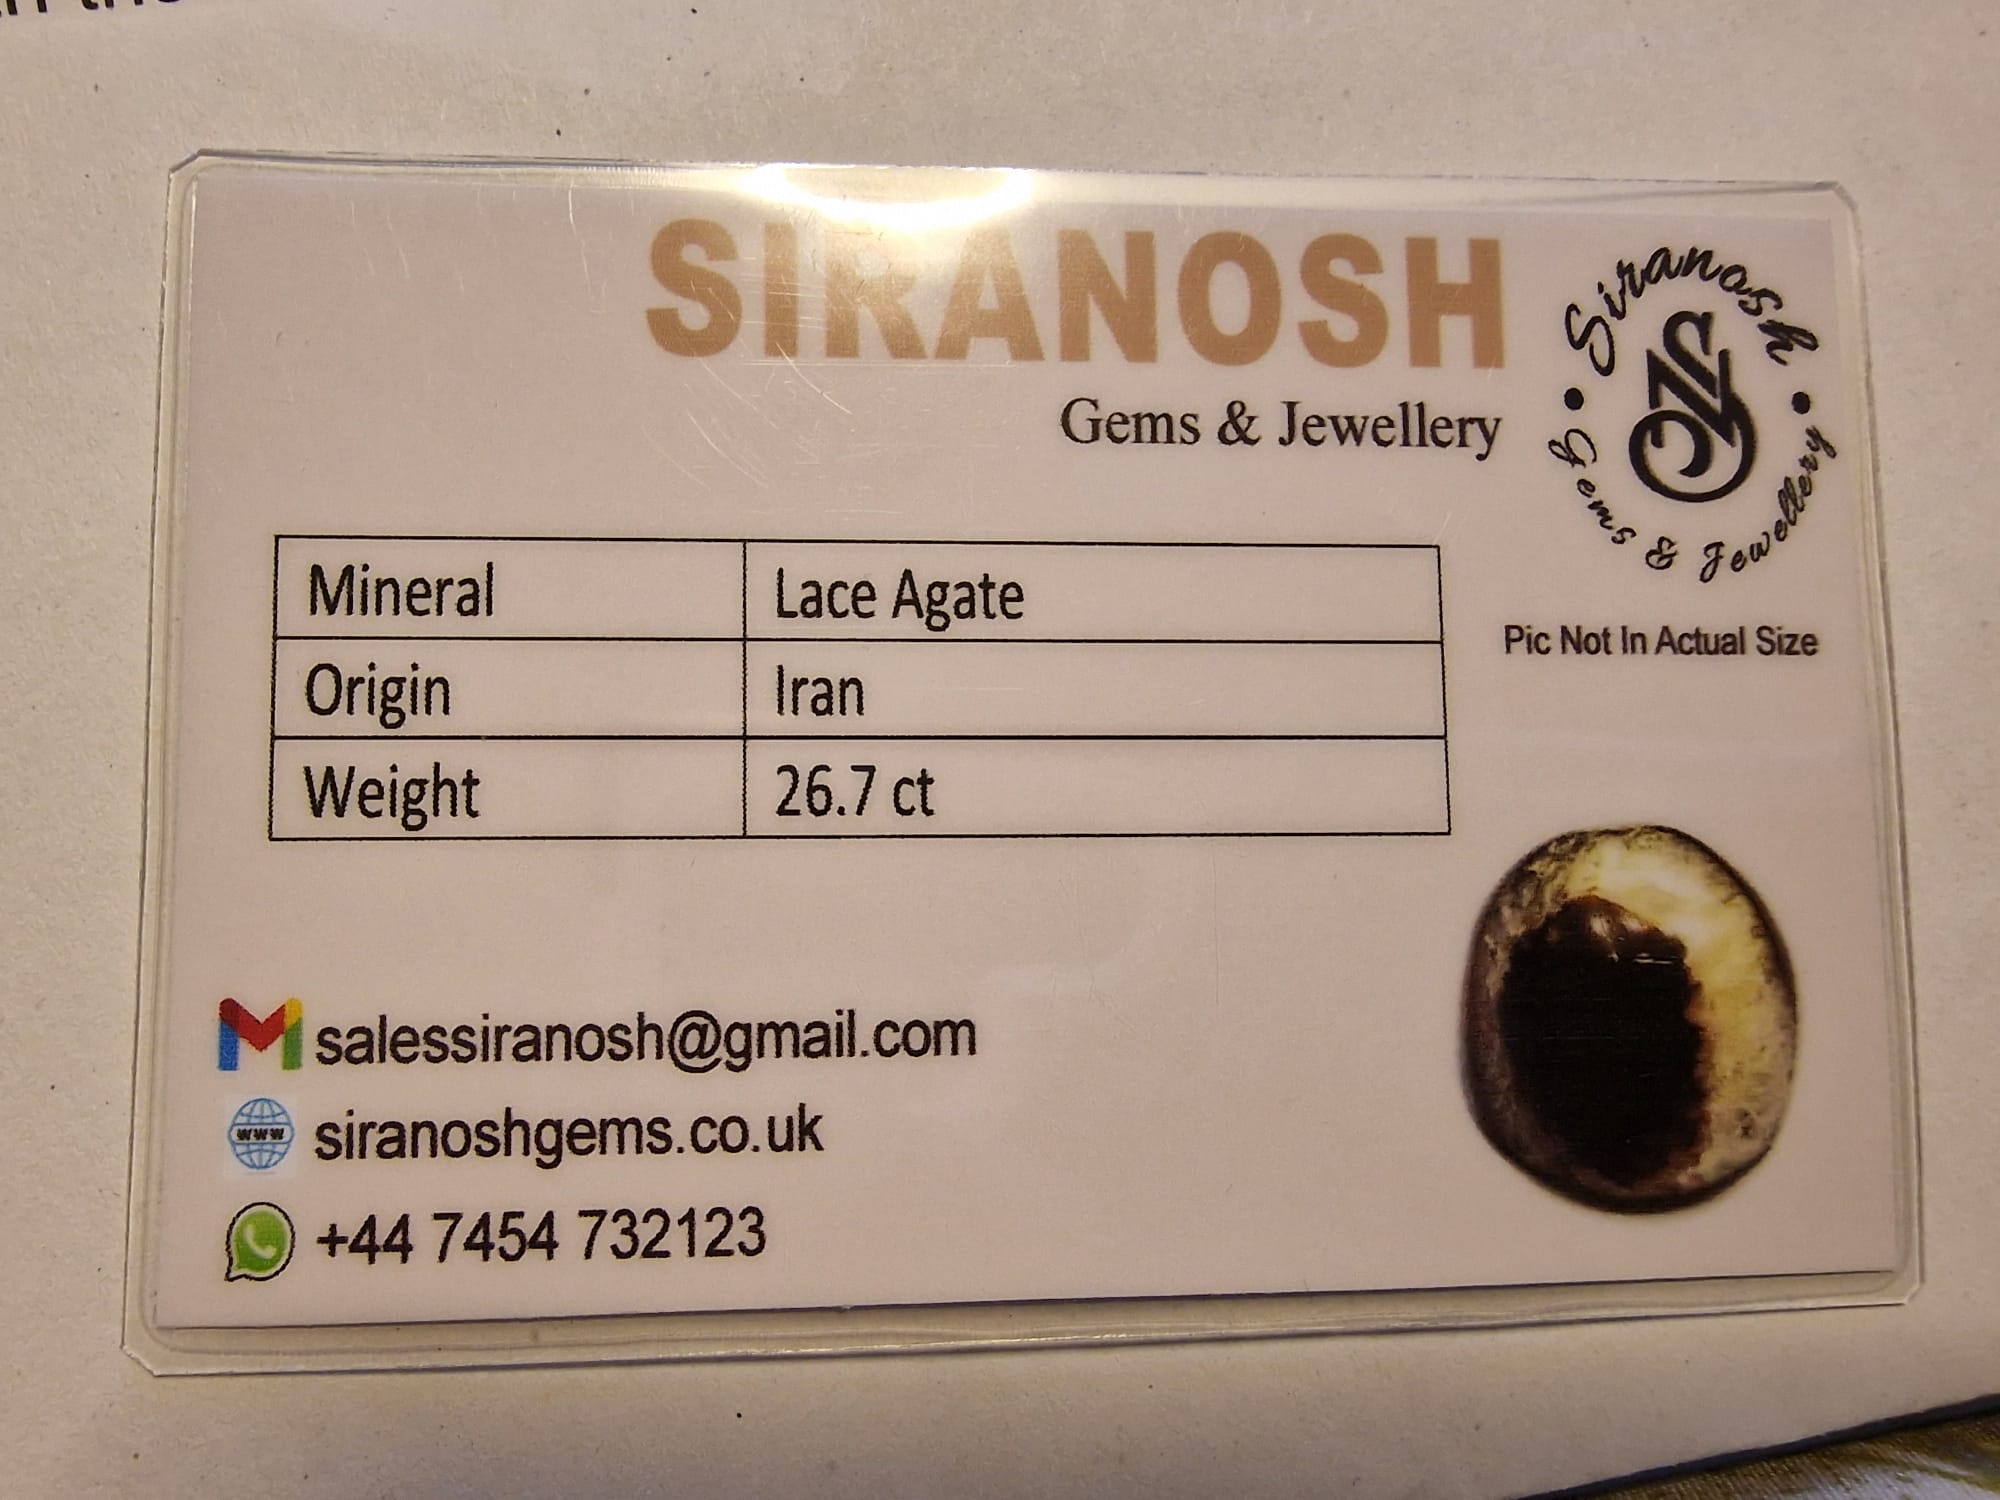 SIRANOSH
Gems & Jewellery
Siranosh
Gems & Jewellery
Mineral Lace Agate
Origin Iran
Weight 26.7 ct
Pic Not In Actual Size
salessiranosh@gmail.com
www siranoshgems.co.uk
+44 7454 732123